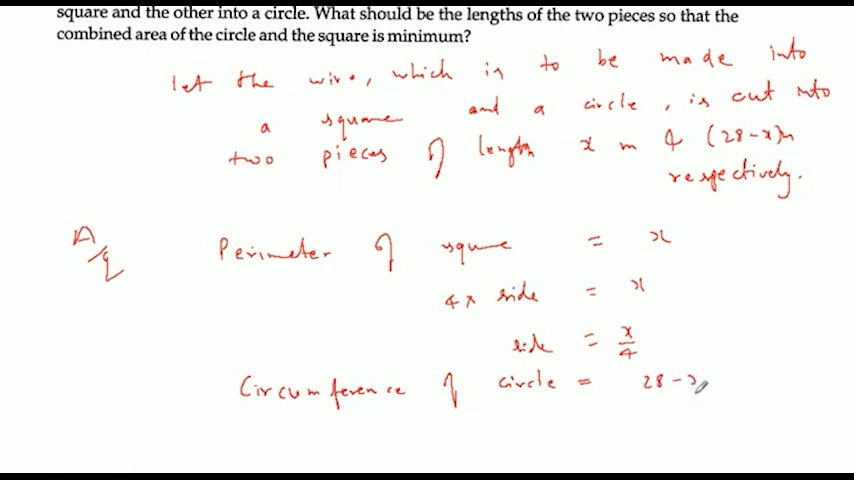 square and the other into a circle. What should be the lengths of the two pieces so that the
combined area of the circle and the square is minimum?
let the wire, which is to be made into
a square and a circle, is cut into
two pieces of length x m & (28-x)m
respectively.
A/q Perimeter of square = x
4 x side = x
side = x/4
Circumference of circle = 28-x